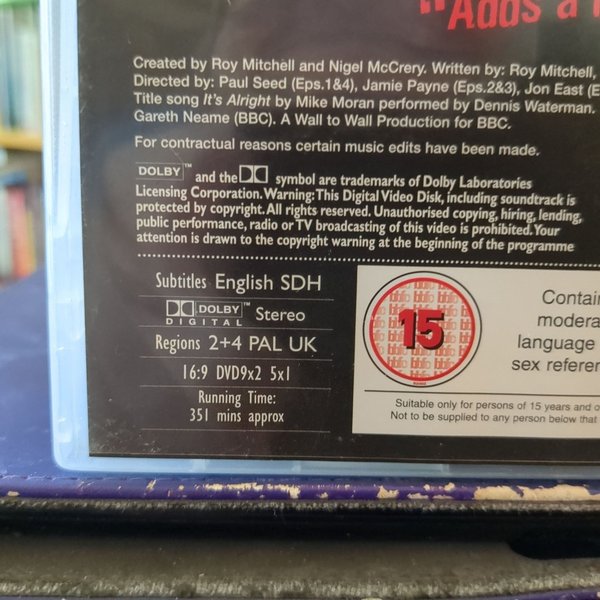 "Adds a
Created by Roy Mitchell and Nigel McCrery. Written by: Roy Mitchell,
Directed by: Paul Seed (Eps.1&4), Jamie Payne (Eps.2&3), Jon East (E
Title song It's Alright by Mike Moran performed by Dennis Waterman.
Gareth Neame (BBC). A Wall to Wall Production for BBC.
For contractual reasons certain music edits have been made.
DOLBY™ and the symbol are trademarks of Dolby Laboratories
Licensing Corporation. Warning: This Digital Video Disk, including soundtrack is
protected by copyright. All rights reserved. Unauthorised copying, hiring, lending,
public performance, radio or TV broadcasting of this video is prohibited. Your
attention is drawn to the copyright warning at the beginning of the programme
Subtitles English SDH
DOLBY™ Stereo
DIGITAL
Regions 2+4 PAL UK
16:9 DVD9x2 5x1
Running Time:
351 mins approx
15
Contain
modera
language
sex referen
Suitable only for persons of 15 years and o
Not to be supplied to any person below that